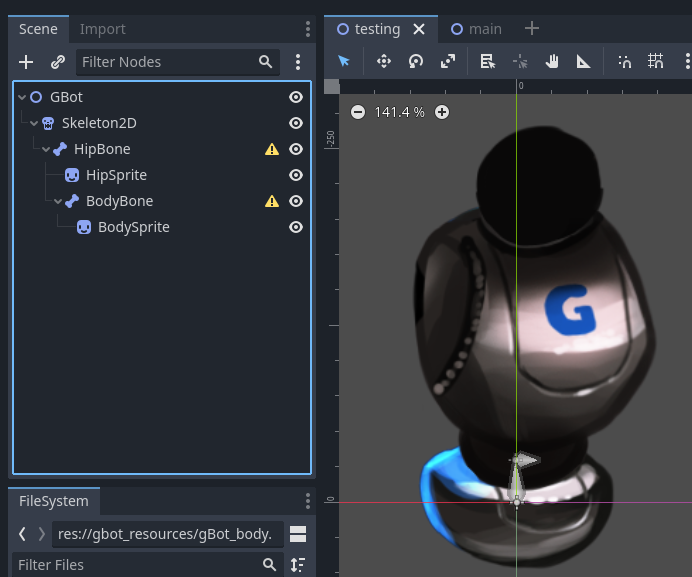 Scene Import
testing main
Filter Nodes
GBot
Skeleton2D
HipBone
HipSprite
BodyBone
BodySprite
0
141.4 %
-250
G
0
FileSystem
res://gbot_resources/gBot_body.
Filter Files